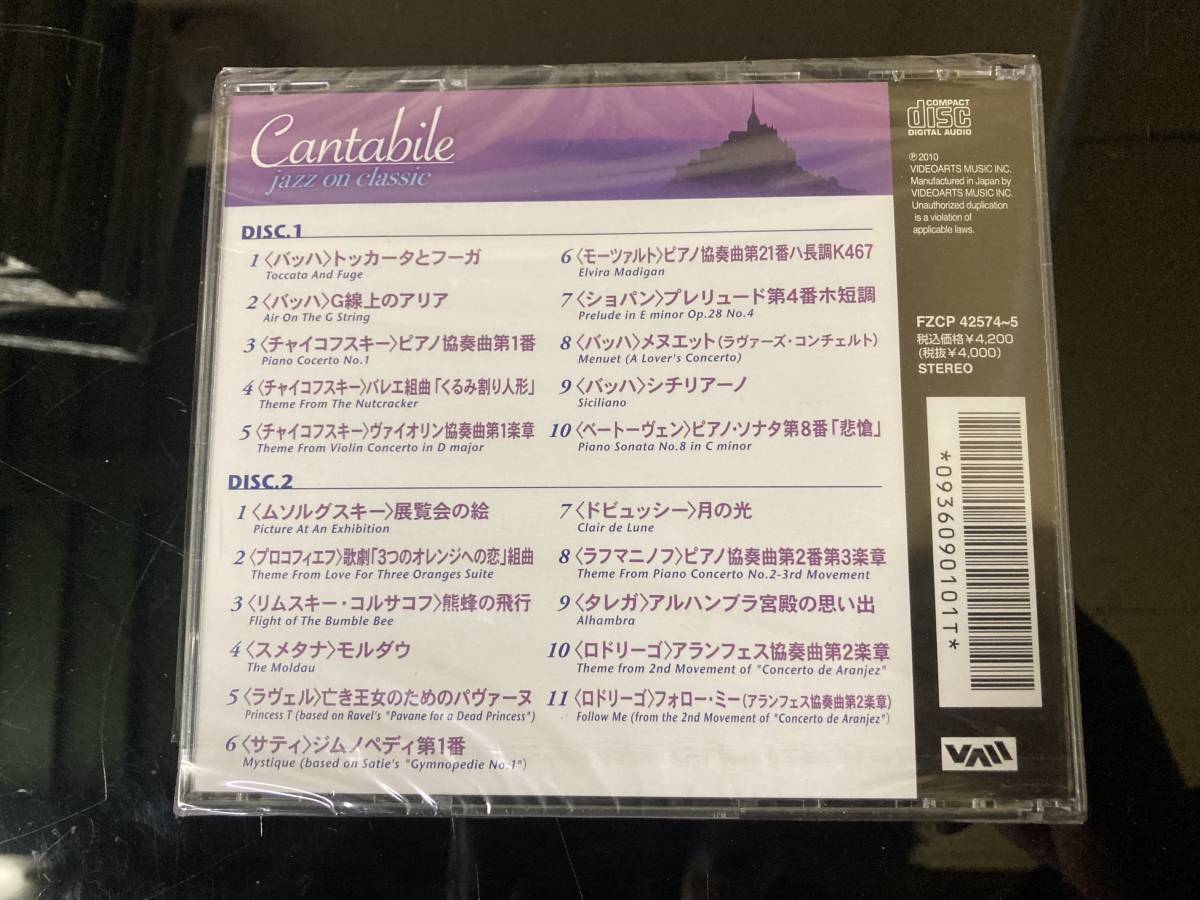 Cantabile
jazz on classic
DISC.1
1 〈バッハ〉トッカータとフーガ
Toccata And Fuge
2 〈バッハ〉G線上のアリア
Air On The G String
3 〈チャイコフスキー〉ピアノ協奏曲第1番
Piano Cocerto No.1
4 〈チャイコフスキー〉バレエ組曲「くるみ割り人形」
Theme From The Nutcracker
5 〈チャイコフスキー〉ヴァイオリン協奏曲第1楽章
Theme From Violin Concerto in D major
6 〈モーツァルト〉ピアノ協奏曲第21番ハ長調K467
Elvira Madigan
7 〈ショパン〉プレリュード第4番ホ短調
Prelude in E minor Op.28 No.4
8 〈バッハ〉メヌエット(ラヴァーズ・コンチェルト)
Menuet (A Lover's Concerto)
9 〈バッハ〉シチリアーノ
Siciliano
10 〈ベートーヴェン〉ピアノ・ソナタ第8番「悲愴」
Piano Sonata No.8 in C minor
DISC.2
1 〈ムソルグスキー〉展覧会の絵
Picture At An Exhibition
2 〈プロコフィエフ〉歌劇「3つのオレンジへの恋」組曲
Theme From Love For Three Oranges Suite
3 〈リムスキー・コルサコフ〉熊蜂の飛行
Flight of The Bumble Bee
4 〈スメタナ〉モルダウ
The Moldau
5 〈ラヴェル〉亡き王女のためのパヴァーヌ
Princess T (based on Ravel's "Pavane for a Dead Princess")
6 〈サティ〉ジムノペディ第1番
Mystique (based on Satie's "Gymnopedie No.1")
7 〈ドビュッシー〉月の光
Clair de Lune
8 〈ラフマニノフ〉ピアノ協奏曲第2番第3楽章
Theme From Piano Concerto No.2-3rd Movement
9 〈タレガ〉アルハンブラ宮殿の思い出
Alhambra
10 〈ロドリーゴ〉アランフェス協奏曲第2楽章
Theme from 2nd Movement of "Concerto de Aranjez"
11 〈ロドリーゴ〉フォロー・ミー(アランフェス協奏曲第2楽章)
Follow Me (from the 2nd Movement of "Concerto de Aranjez")
COMPACT
disc
DIGITAL AUDIO
℗2010
VIDEOARTS MUSIC INC.
Manufactured in Japan by
VIDEOARTS MUSIC INC.
Unauthorized duplication
is a violation of
applicable laws.
FZCP 42574~5
税込価格¥4,200
(税抜¥4,000)
STEREO
*0936090101T*
VAII